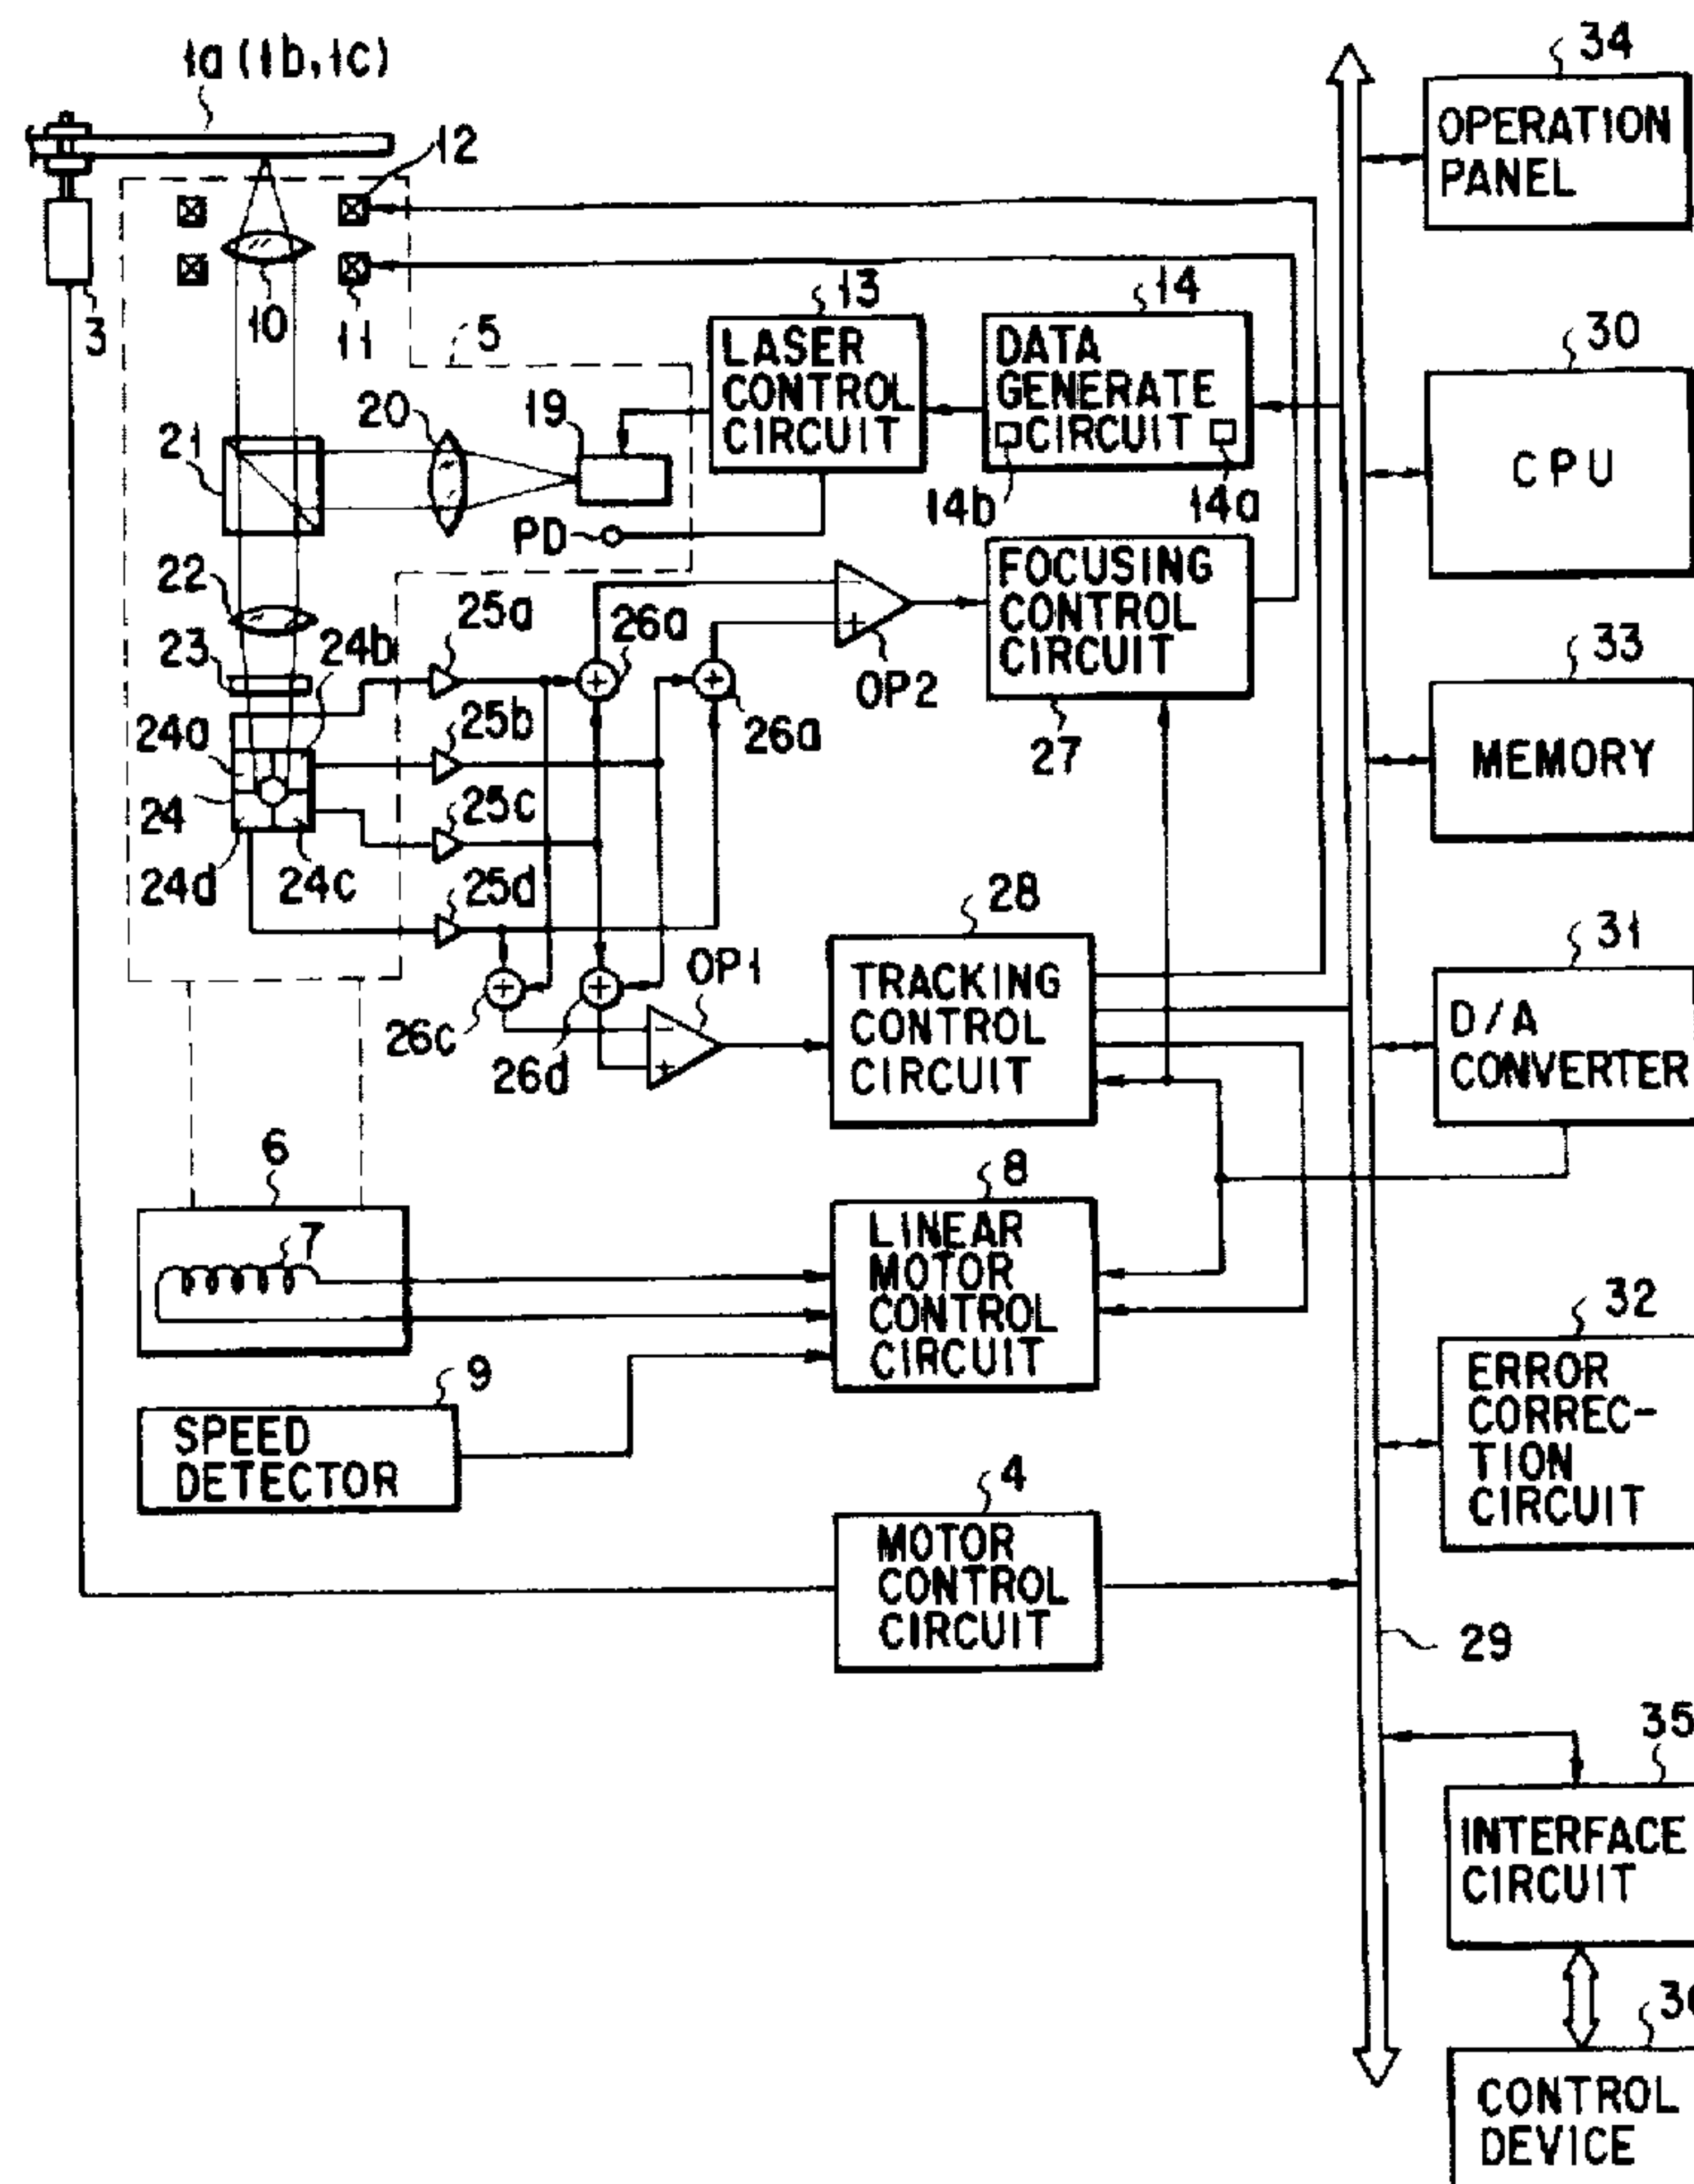 1a (1b, 1c)
12
3
10
11
5
13
LASER
CONTROL
CIRCUIT
14
DATA
GENERATE
CIRCUIT
14b
14a
34
OPERATION
PANEL
30
CPU
21
20
19
PD
22
23
24b
24a
24
24d
24c
25a
25b
25c
25d
26a
26a
−
+
OP2
FOCUSING
CONTROL
CIRCUIT
27
33
MEMORY
+
+
+
+
26c
26d
OP1
−
+
28
TRACKING
CONTROL
CIRCUIT
31
D/A
CONVERTER
6
7
8
LINEAR
MOTOR
CONTROL
CIRCUIT
9
SPEED
DETECTOR
32
ERROR
CORREC-
TION
CIRCUIT
4
MOTOR
CONTROL
CIRCUIT
29
35
INTERFACE
CIRCUIT
CONTROL
DEVICE